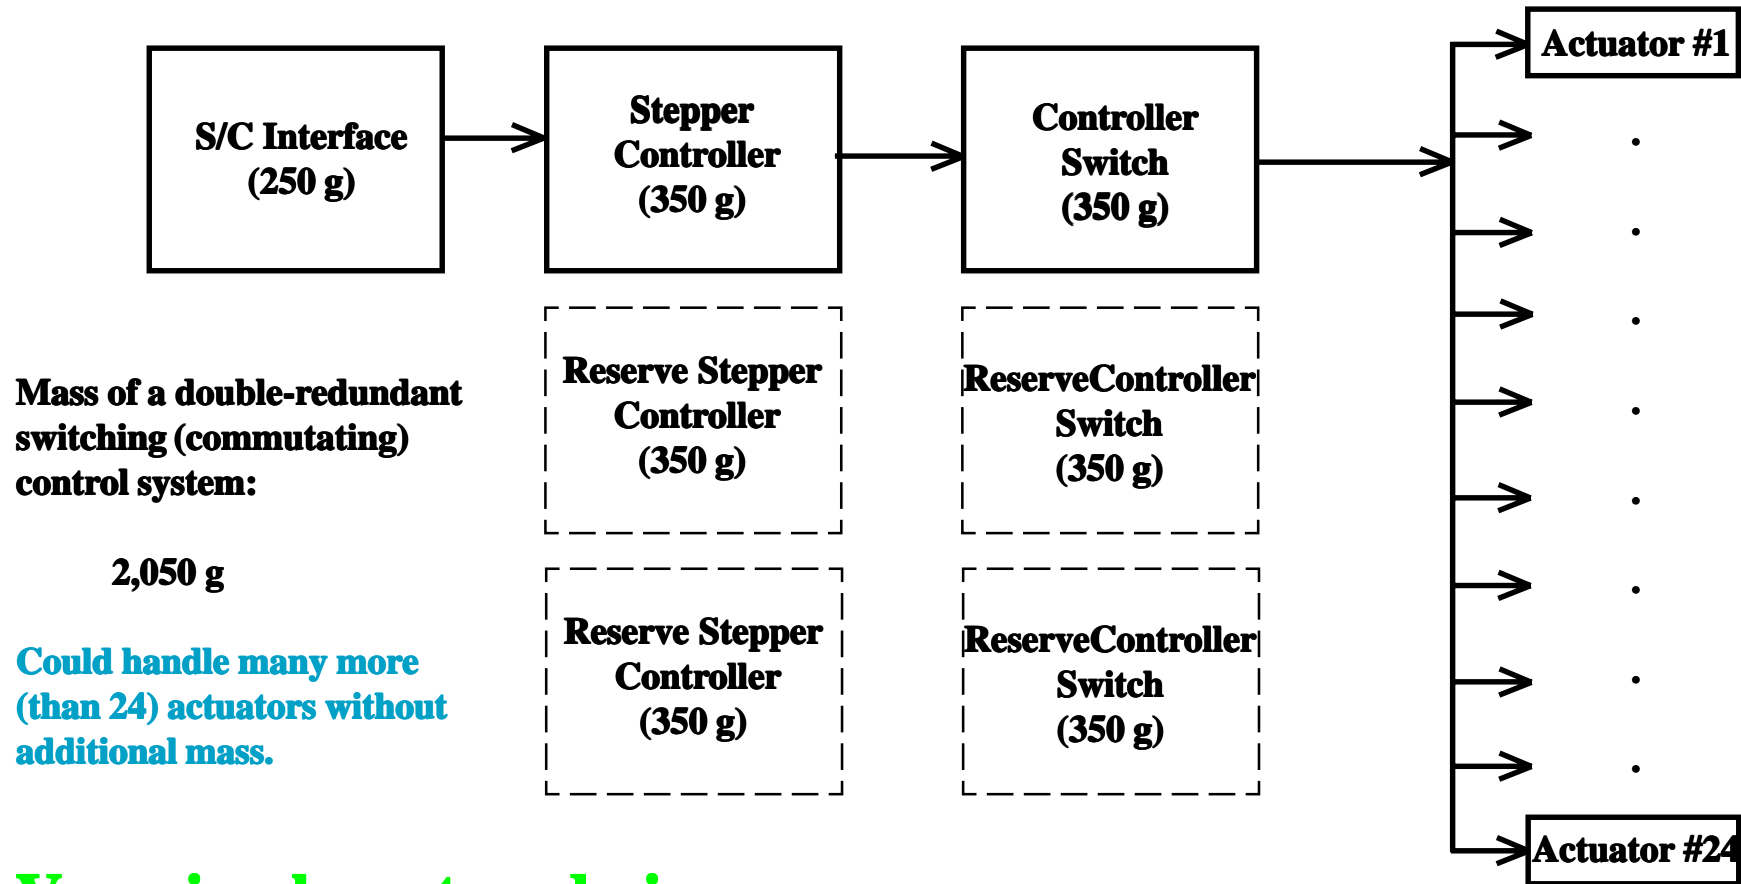 S/C Interface
(250 g)
Stepper
Controller
(350 g)
Controller
Switch
(350 g)
Actuator #1
Reserve Stepper
Controller
(350 g)
ReserveController
Switch
(350 g)
Mass of a double-redundant
switching (commutating)
control system:
2,050 g
Could handle many more
(than 24) actuators without
additional mass.
Reserve Stepper
Controller
(350 g)
ReserveController
Switch
(350 g)
Actuator #24